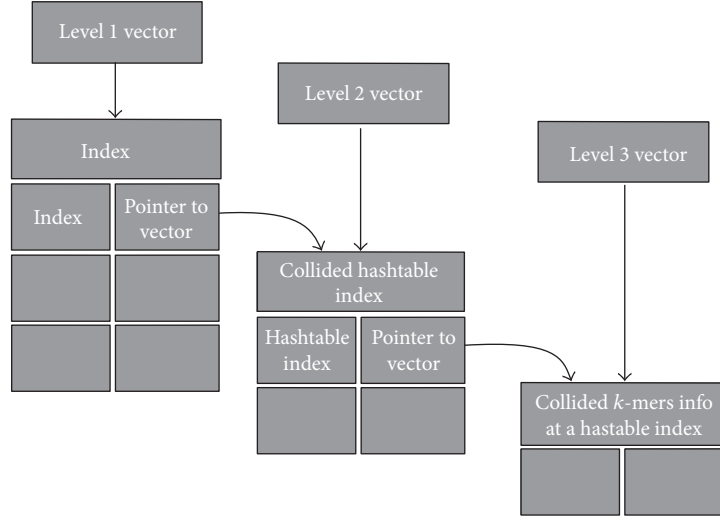 Level 1 vector
Level 2 vector
Level 3 vector
Index
Index
Pointer to
vector
Collided hashtable
index
Hashtable
index
Pointer to
vector
Collided k-mers info
at a hastable index